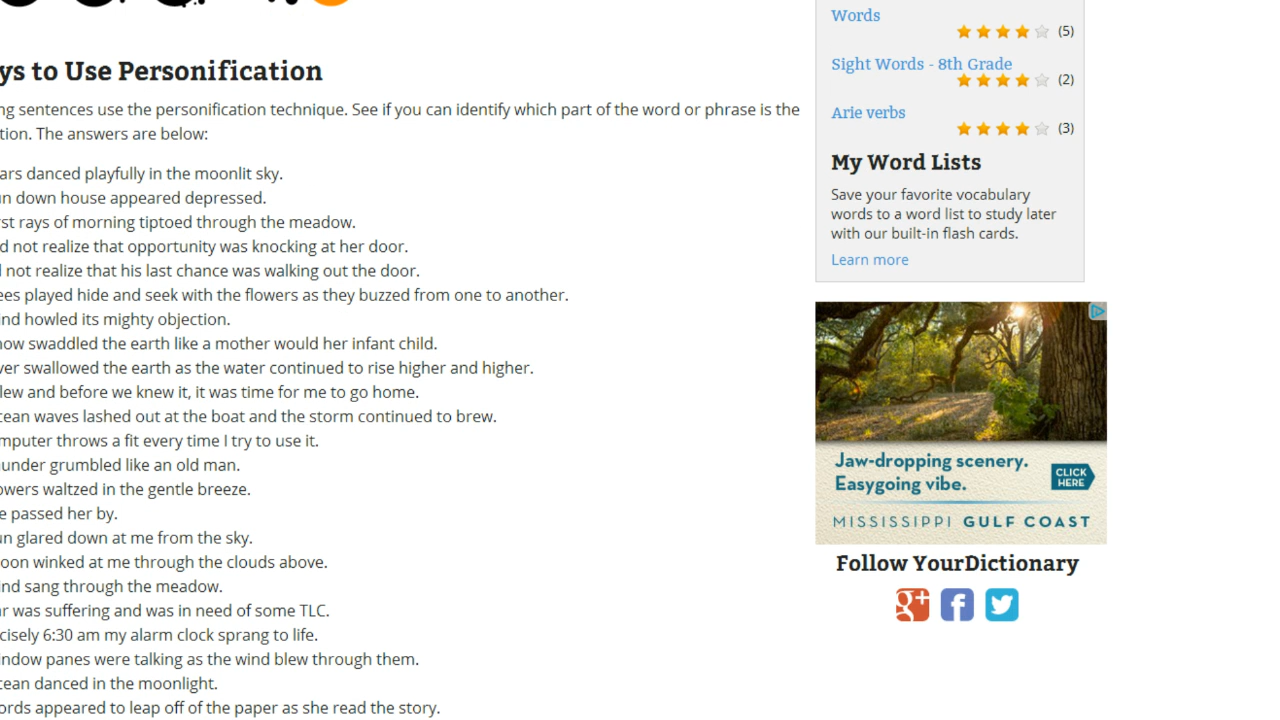 ys to Use Personification
ng sentences use the personification technique. See if you can identify which part of the word or phrase is the
tion. The answers are below:
ars danced playfully in the moonlit sky.
un down house appeared depressed.
rst rays of morning tiptoed through the meadow.
d not realize that opportunity was knocking at her door.
not realize that his last chance was walking out the door.
ees played hide and seek with the flowers as they buzzed from one to another.
ind howled its mighty objection.
now swaddled the earth like a mother would her infant child.
ver swallowed the earth as the water continued to rise higher and higher.
lew and before we knew it, it was time for me to go home.
cean waves lashed out at the boat and the storm continued to brew.
mputer throws a fit every time I try to use it.
hunder grumbled like an old man.
owers waltzed in the gentle breeze.
e passed her by.
un glared down at me from the sky.
oon winked at me through the clouds above.
ind sang through the meadow.
ar was suffering and was in need of some TLC.
cisely 6:30 am my alarm clock sprang to life.
indow panes were talking as the wind blew through them.
cean danced in the moonlight.
ords appeared to leap off of the paper as she read the story.
Words
(5)
Sight Words - 8th Grade
(2)
Arie verbs
(3)
My Word Lists
Save your favorite vocabulary
words to a word list to study later
with our built-in flash cards.
Learn more
Jaw-dropping scenery.
Easygoing vibe.
CLICK
HERE
MISSISSIPPI GULF COAST
Follow YourDictionary
g+ f